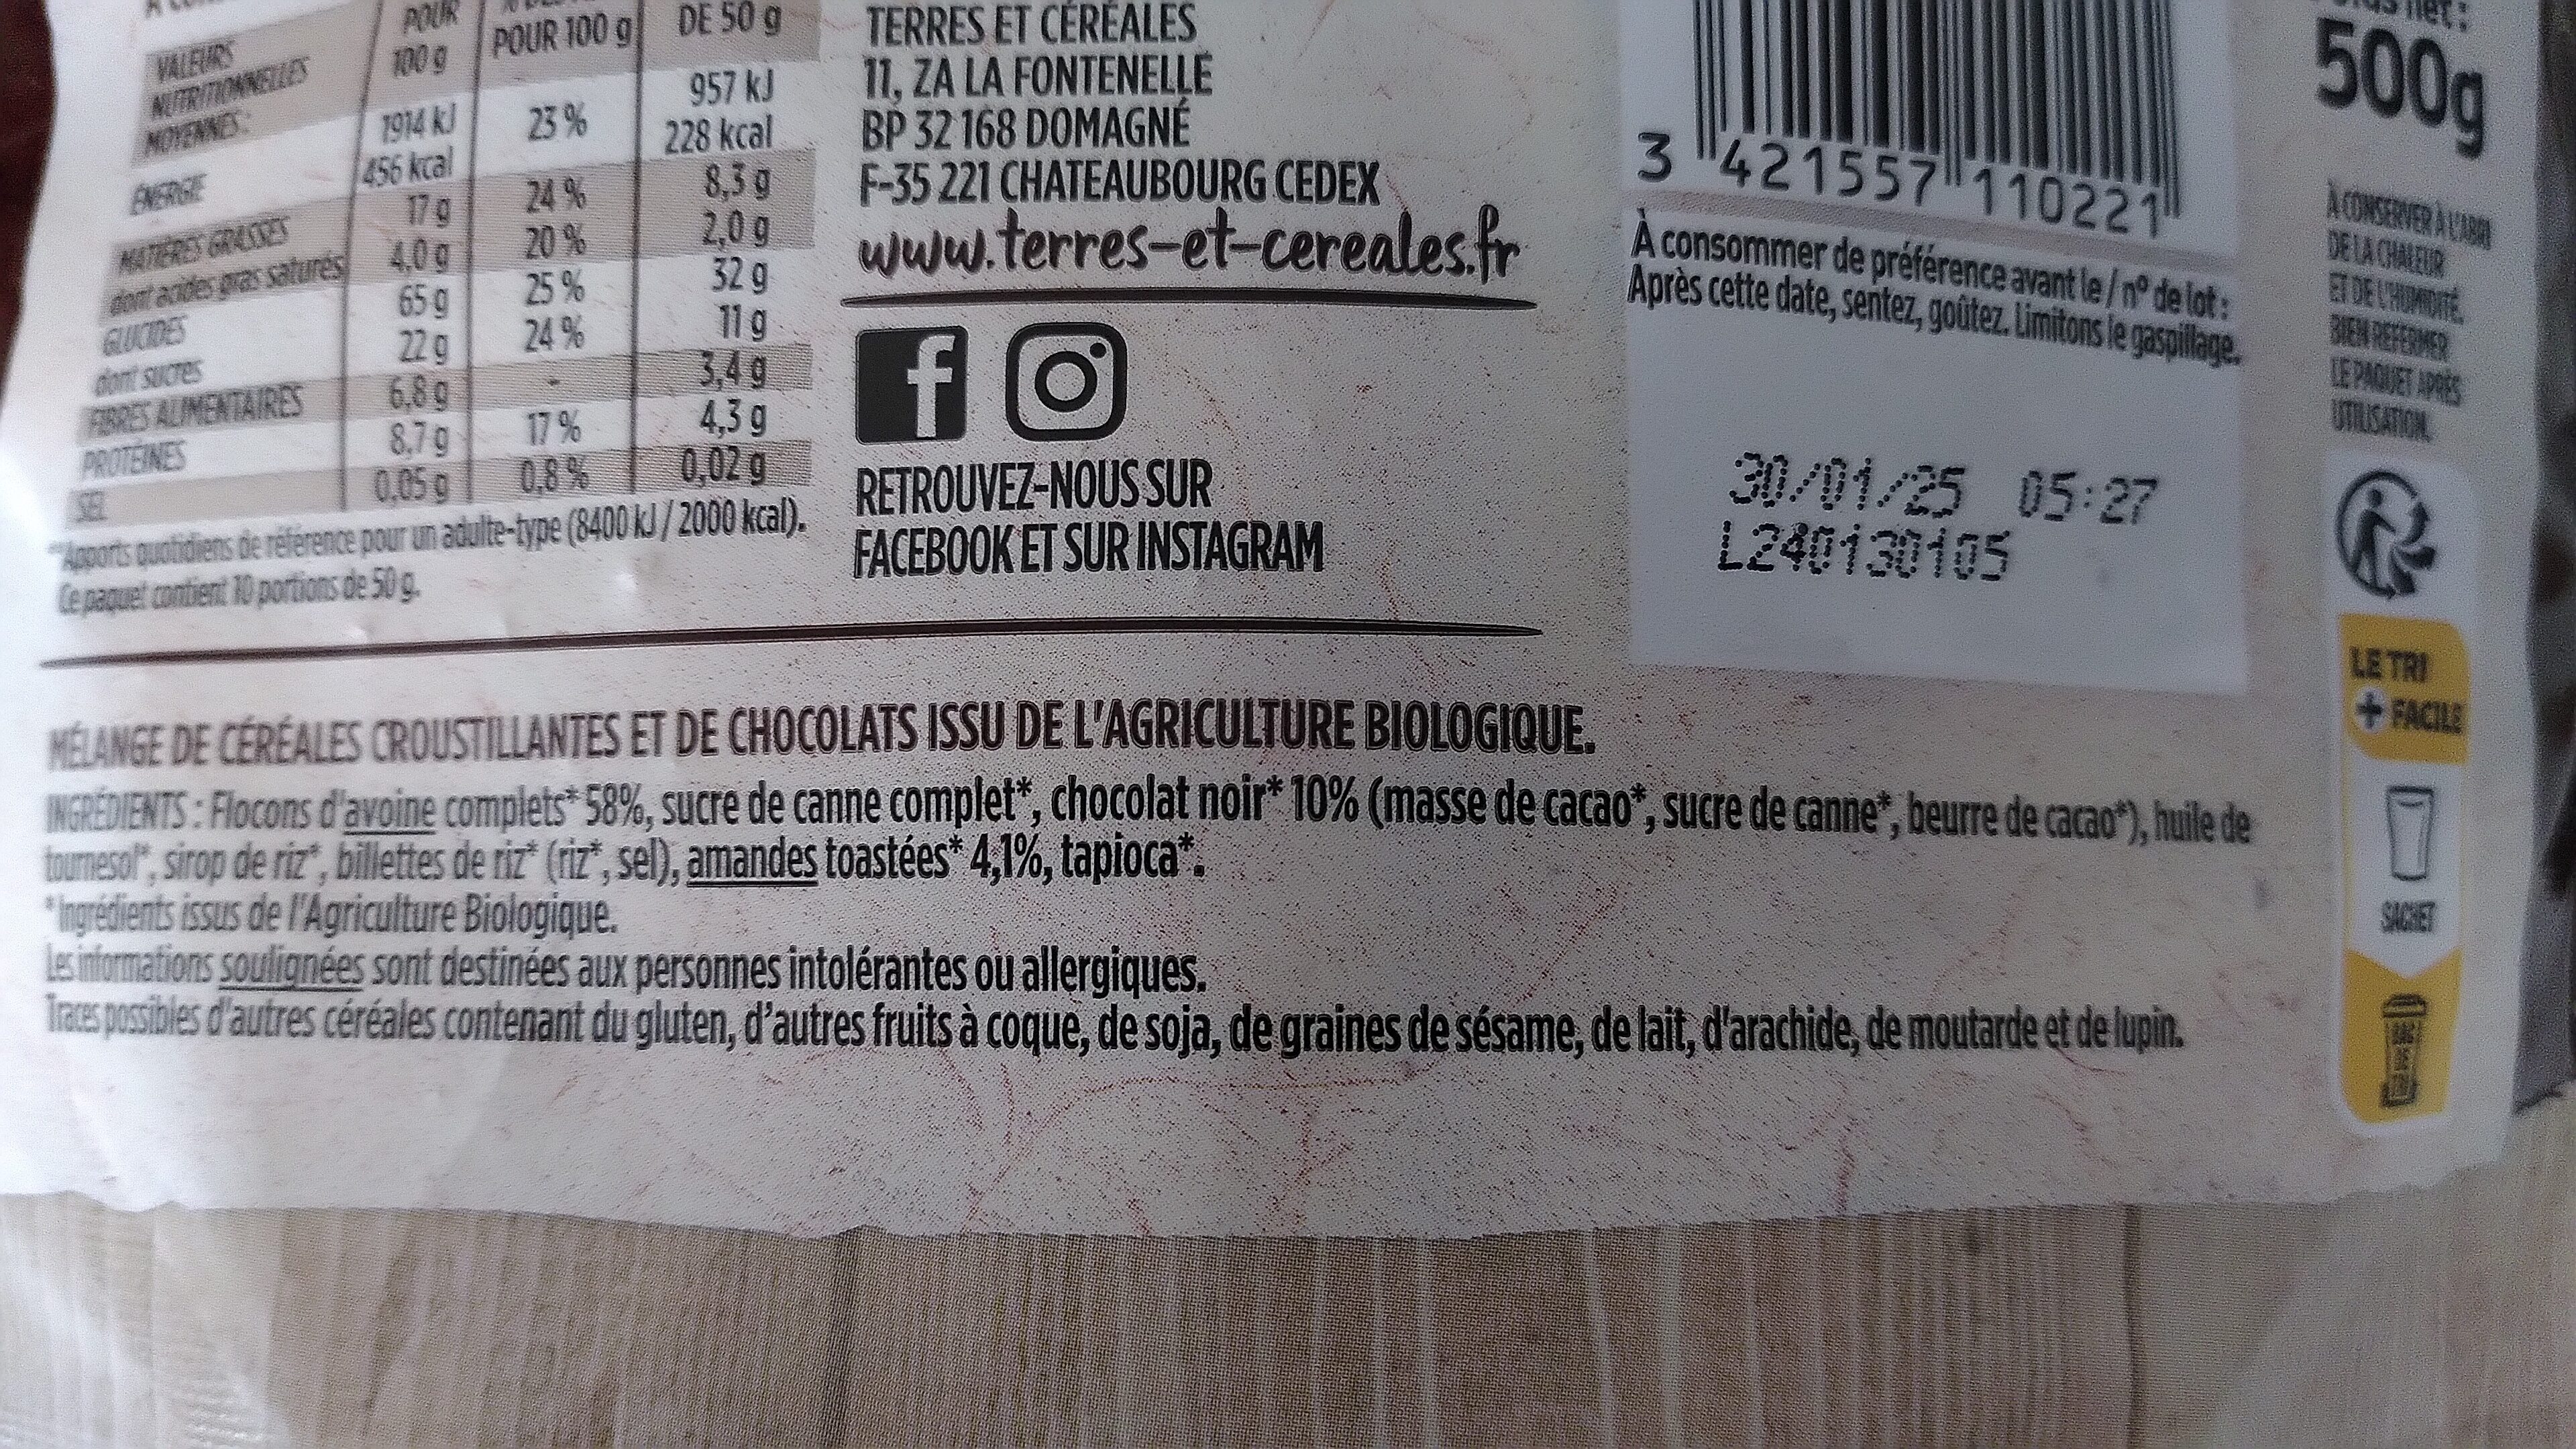 VALEURS NUTRITIONNELLES MOYENNES:
POUR 100 g
POUR 100 g
DE 50 g
ÉNERGIE 1914 kJ 456 kcal 23 % 957 kJ 228 kcal
MATIÈRES GRASSES 17 g 24 % 8,3 g
dont acides gras saturés 4,0 g 20 % 2,0 g
GLUCIDES 65 g 25 % 32 g
dont sucres 22 g 24 % 11 g
FIBRES ALIMENTAIRES 6,8 g - 3,4 g
PROTÉINES 8,7 g 17 % 4,3 g
SEL 0,05 g 0,8 % 0,02 g
**Apports quotidiens de référence pour un adulte-type (8400 kJ / 2000 kcal).
Ce paquet contient 10 portions de 50 g.
TERRES ET CÉRÉALES
11, ZA LA FONTENELLE
BP 32 168 DOMAGNÉ
F-35 221 CHATEAUBOURG CEDEX
www.terres-et-cereales.fr
RETROUVEZ-NOUS SUR
FACEBOOK ET SUR INSTAGRAM
3 421557 110221
À consommer de préférence avant le / n° de lot :
Après cette date, sentez, goûtez. Limitons le gaspillage.
30/01/25 05:27
L240130105
net :
500g
À CONSERVER À L'ABRI
DE LA CHALEUR
ET DE L'HUMIDITÉ.
BIEN REFERMER
LE PAQUET APRÈS
UTILISATION.
LE TRI
+ FACILE
SACHET
BAC
DE
TRI
MÉLANGE DE CÉRÉALES CROUSTILLANTES ET DE CHOCOLATS ISSU DE L'AGRICULTURE BIOLOGIQUE.
INGRÉDIENTS : Flocons d'avoine complets* 58%, sucre de canne complet*, chocolat noir* 10% (masse de cacao*, sucre de canne*, beurre de cacao*), huile de
tournesol*, sirop de riz*, billettes de riz* (riz*, sel), amandes toastées* 4,1%, tapioca*.
*Ingrédients issus de l'Agriculture Biologique.
Les informations soulignées sont destinées aux personnes intolérantes ou allergiques.
Traces possibles d'autres céréales contenant du gluten, d'autres fruits à coque, de soja, de graines de sésame, de lait, d'arachide, de moutarde et de lupin.